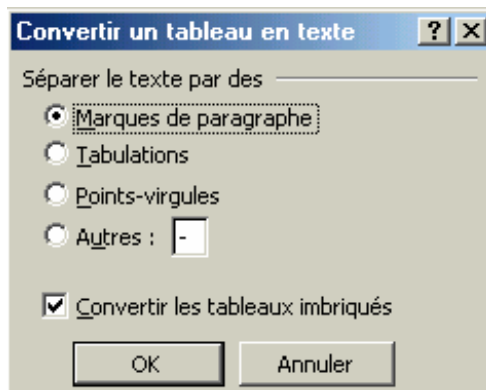 Convertir un tableau en texte
Séparer le texte par des
Marques de paragraphe
Tabulations
Points-virgules
Autres : -
Convertir les tableaux imbriqués
OK Annuler